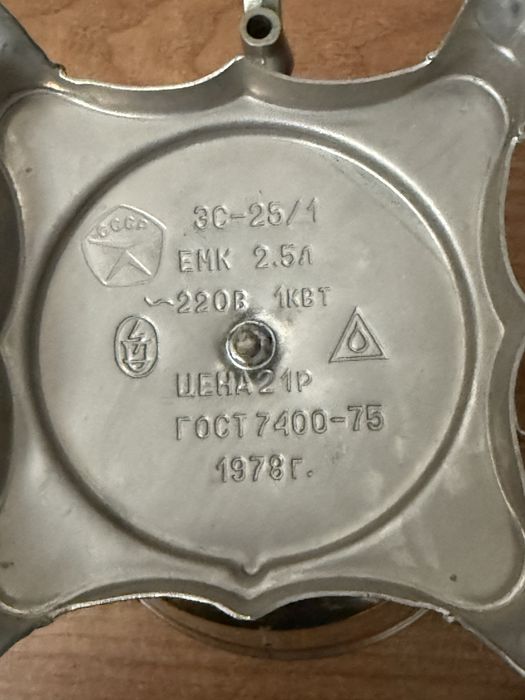 СССР
ЭС-25/1
ЕМК 2.5Л
~220В 1КВТ
ЦЕНА 21Р
ГОСТ 7400-75
1978г.